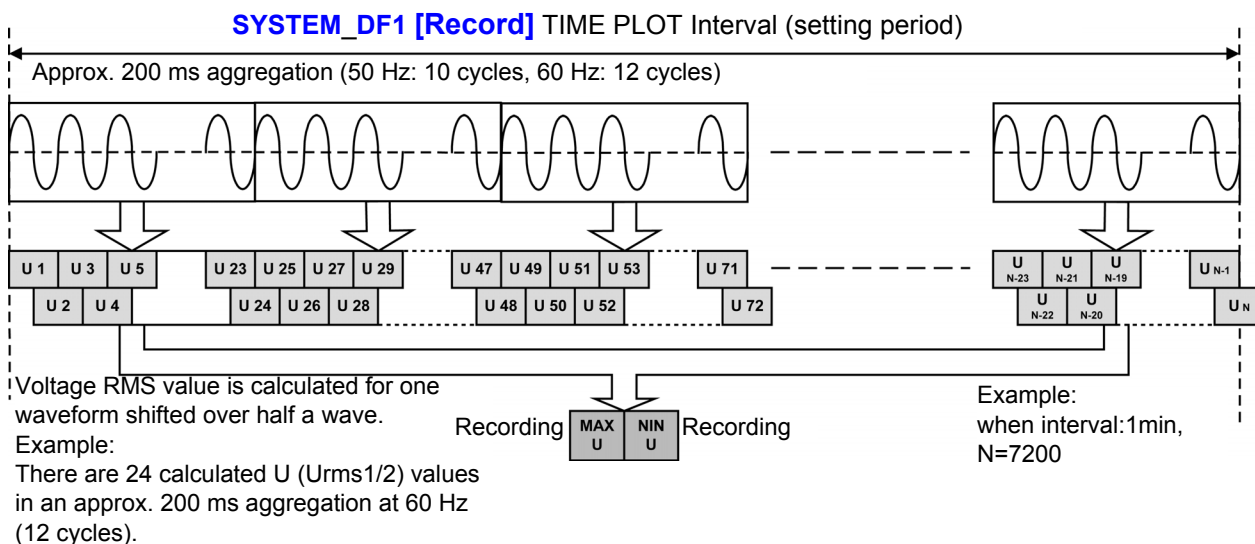 SYSTEM_DF1 [Record] TIME PLOT Interval (setting period)
Approx. 200 ms aggregation (50 Hz: 10 cycles, 60 Hz: 12 cycles)
U 1 U 3 U 5 U 23 U 25 U 27 U 29 U 47 U 49 U 51 U 53 U 71 U N-23 U N-21 U N-19 U N-1
U 2 U 4 U 24 U 26 U 28 U 48 U 50 U 52 U 72 U N-22 U N-20 U N
Voltage RMS value is calculated for one
waveform shifted over half a wave.
Example:
There are 24 calculated U (Urms1/2) values
in an approx. 200 ms aggregation at 60 Hz
(12 cycles).
Recording MAX U NIN U Recording
Example:
when interval:1min,
N=7200